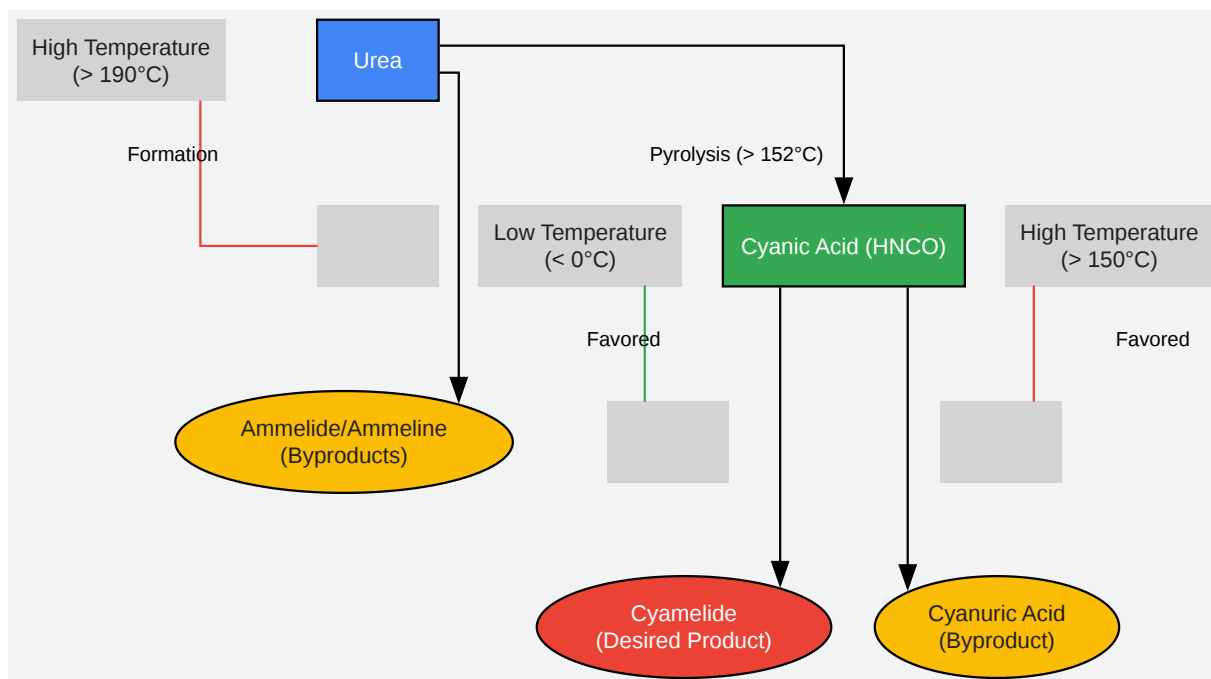 High Temperature
(> 190°C)
Urea
Formation
Pyrolysis (> 152°C)
Low Temperature
(< 0°C)
Cyanic Acid (HNCO)
High Temperature
(> 150°C)
Favored
Favored
Ammelide/Ammeline
(Byproducts)
Cyamelide
(Desired Product)
Cyanuric Acid
(Byproduct)